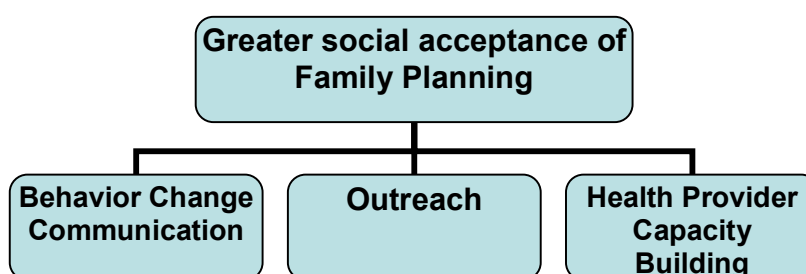 Greater social acceptance of
Family Planning
Behavior Change
Communication
Outreach
Health Provider
Capacity
Building